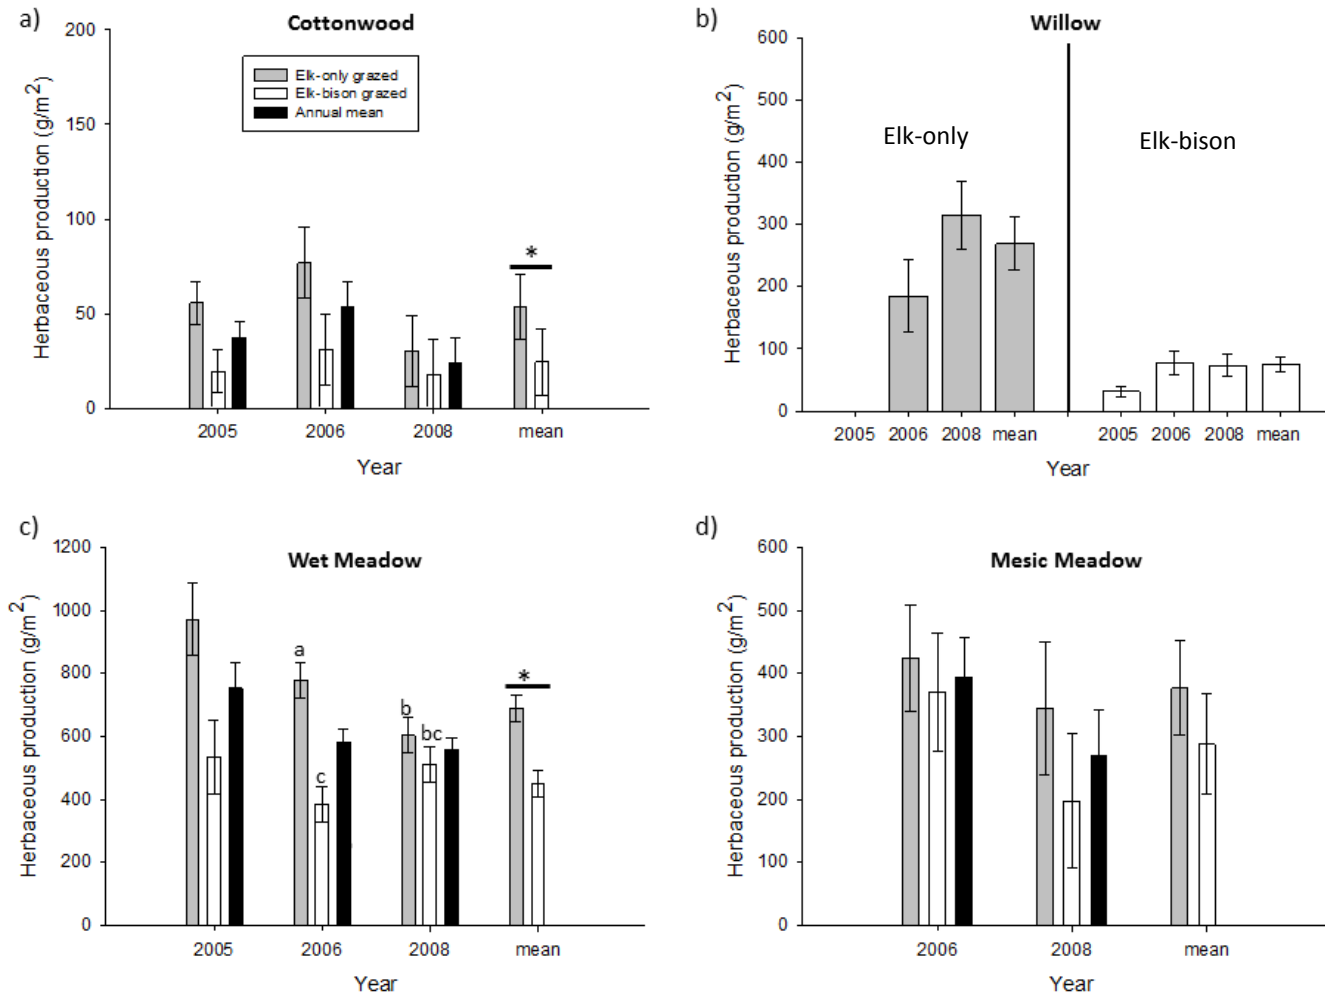 a)
Cottonwood
Herbaceous production (g/m²)
200
150
100
50
0
Elk-only grazed
Elk-bison grazed
Annual mean
*
2005 2006 2008 mean
Year
b)
Willow
Herbaceous production (g/m²)
600
500
400
300
200
100
0
Elk-only
Elk-bison
2005 2006 2008 mean 2005 2006 2008 mean
Year
c)
Wet Meadow
Herbaceous production (g/m²)
1200
1000
800
600
400
200
0
a
c
b
bc
*
2005 2006 2008 mean
Year
d)
Mesic Meadow
Herbaceous production (g/m²)
600
500
400
300
200
100
0
2006 2008 mean
Year